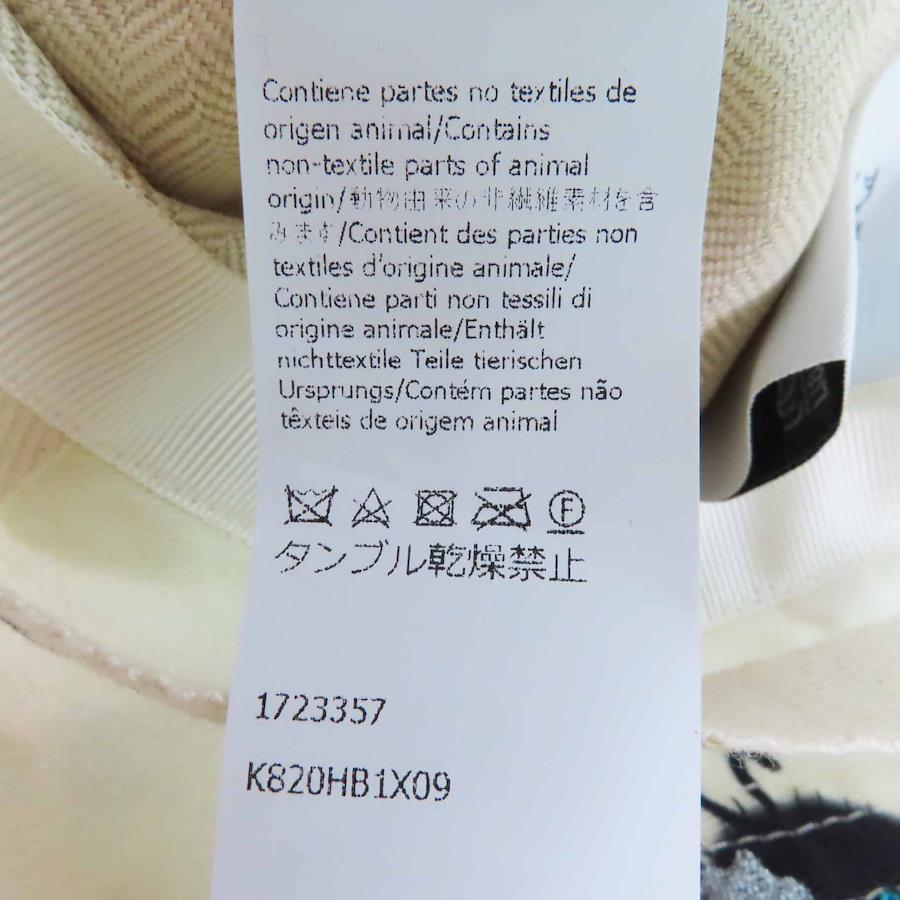 Contiene partes no textiles de
origen animal/Contains
non-textile parts of animal
origin/動物由来の非繊維素材を含
みます/Contient des parties non
textiles d'origine animale/
Contiene parti non tessili di
origine animale/Enthält
nichttextile Teile tierischen
Ursprungs/Contém partes não
têxteis de origem animal
F
タンブル乾燥禁止
1723357
K820HB1X09